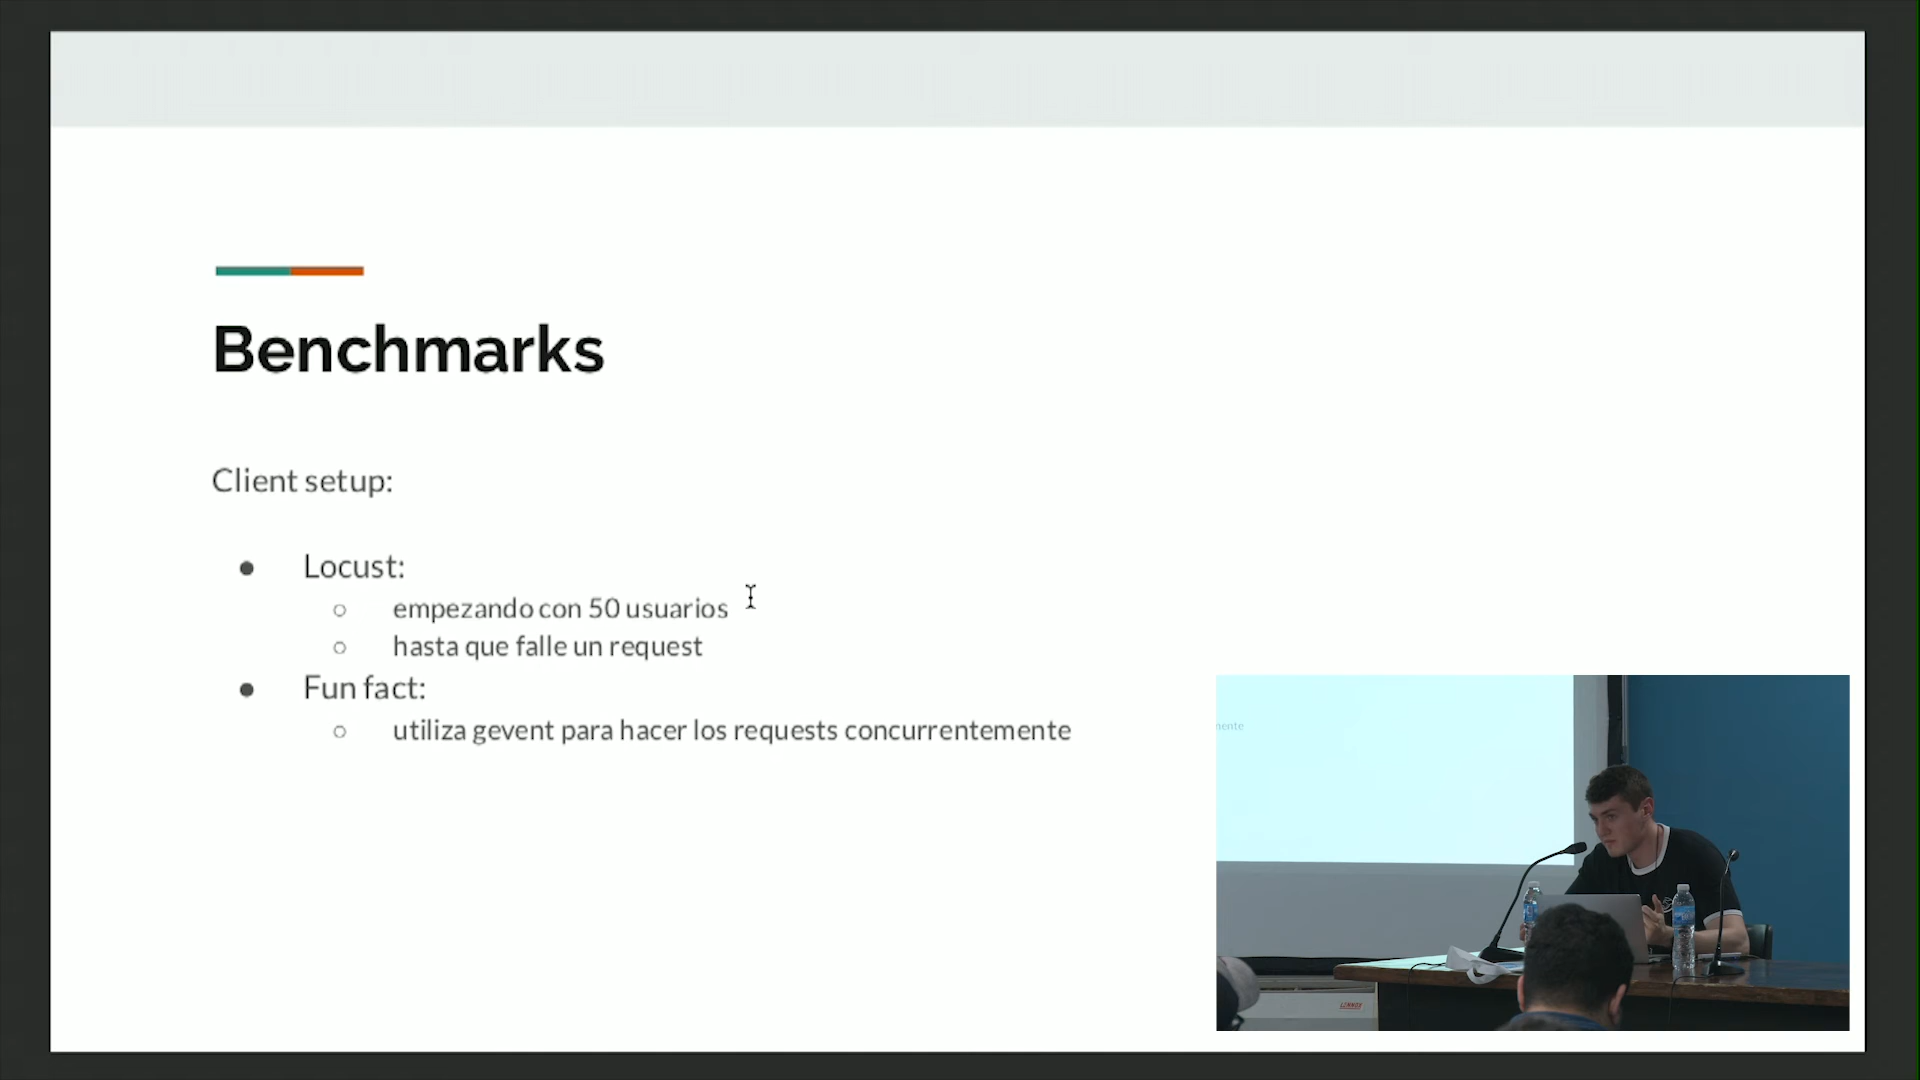 Benchmarks
Client setup:
Locust:
empezando con 50 usuarios
hasta que falle un request
Fun fact:
utiliza gevent para hacer los requests concurrentemente
nente